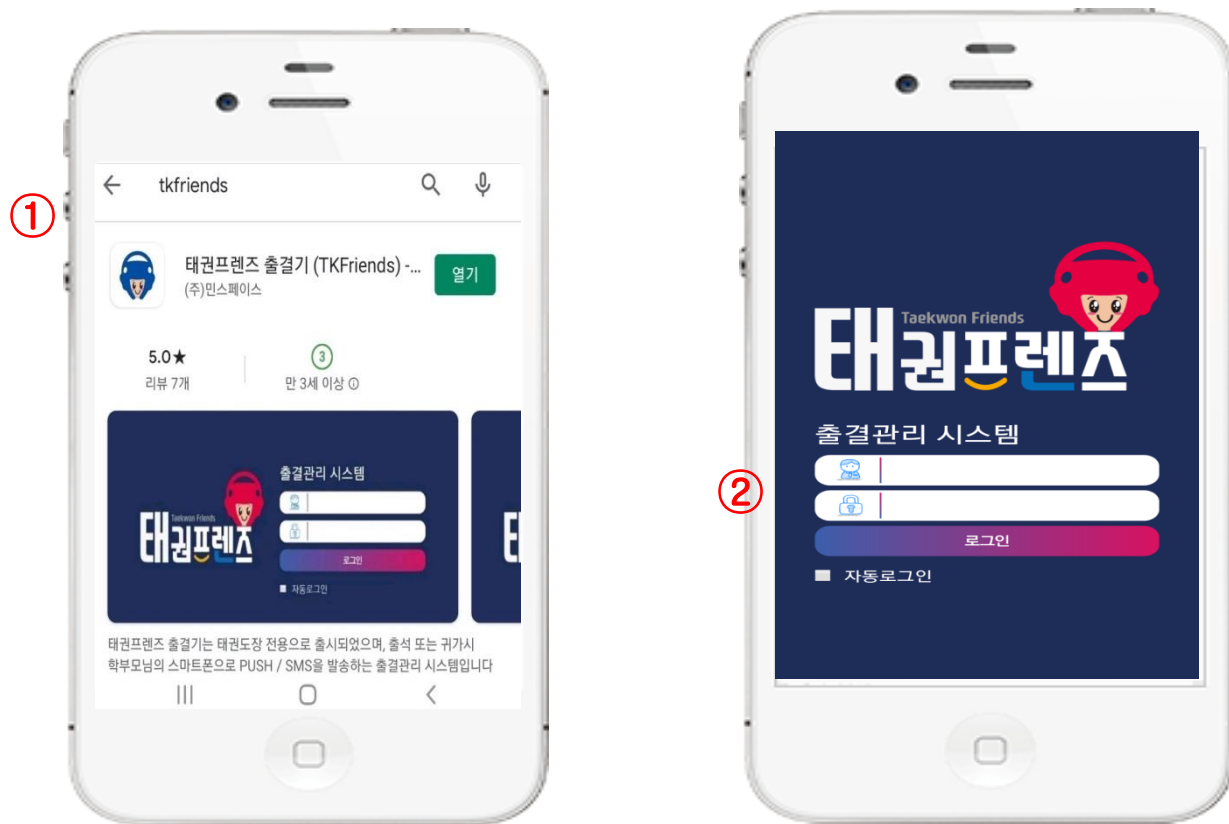 ①
tkfriends
태권프렌즈 출결기 (TKFriends) -...
(주)민스페이스
열기
5.0★
리뷰 7개
3
만 3세 이상
Taekwon Friends
태권프렌즈
출결관리 시스템
로그인
자동로그인
태
태권프렌즈 출결기는 태권도장 전용으로 출시되었으며, 출석 또는 귀가시
학부모님의 스마트폰으로 PUSH / SMS을 발송하는 출결관리 시스템입니다
②
Taekwon Friends
태권프렌즈
출결관리 시스템
로그인
자동로그인